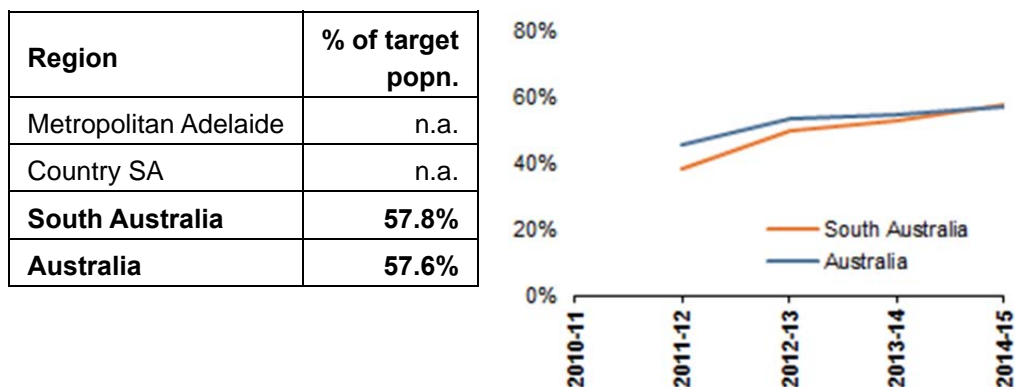 Region % of target
popn.
Metropolitan Adelaide n.a.
Country SA n.a.
South Australia 57.8%
Australia 57.6%
80%
60%
40%
20%
0%
South Australia
Australia
2010-11
2011-12
2012-13
2013-14
2014-15